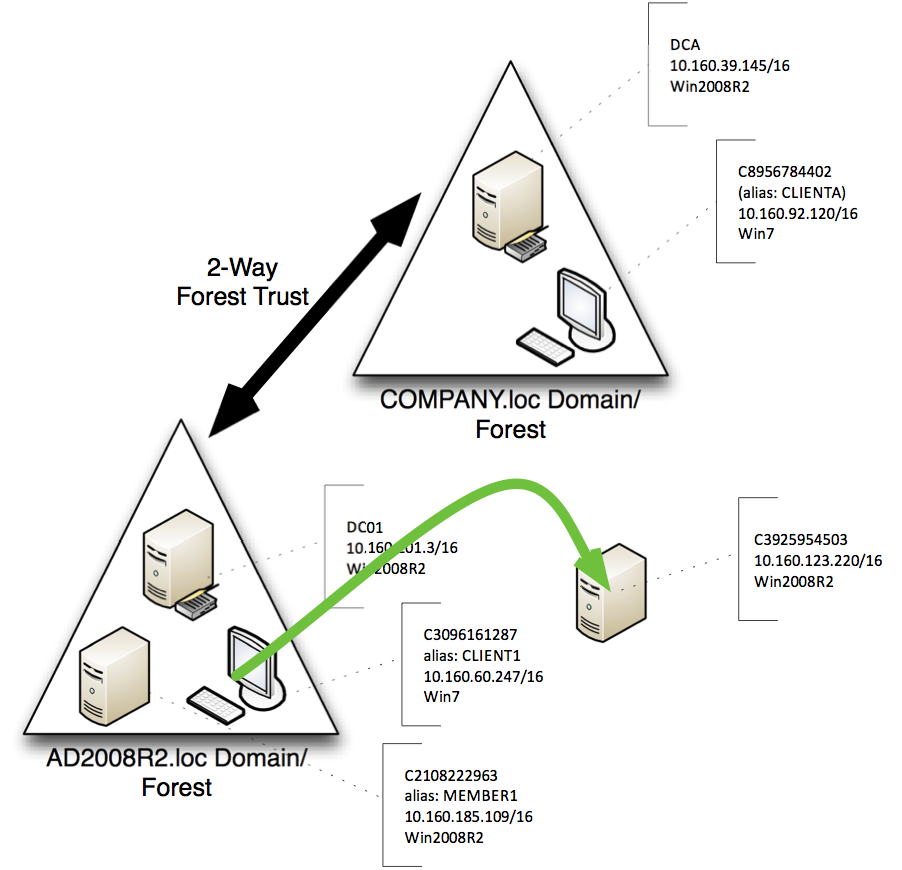 DCA
10.160.39.145/16
Win2008R2
C8956784402
(alias: CLIENTA)
10.160.92.120/16
Win7
2-Way
Forest Trust
COMPANY.loc Domain/
Forest
DC01
10.160.201.3/16
Win2008R2
C3925954503
10.160.123.220/16
Win2008R2
C3096161287
alias: CLIENT1
10.160.60.247/16
Win7
AD2008R2.loc Domain/
Forest
C2108222963
alias: MEMBER1
10.160.185.109/16
Win2008R2